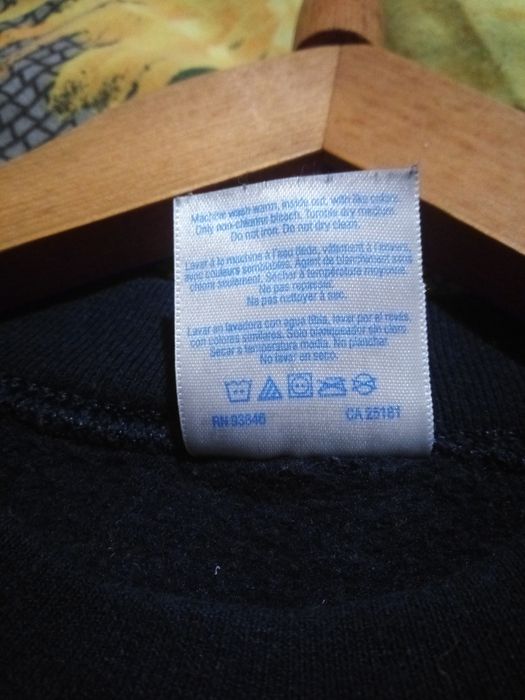 Machine wash warm, inside out, with like colors.
Only non-chlorine bleach. Tumble dry medium.
Do not iron. Do not dry clean.
Laver à la machine à l'eau tiède, vêtement à l'envers,
avec couleurs semblables. Agent de blanchiment sans
chlore seulement. Sécher à température moyenne.
Ne pas repasser.
Ne pas nettoyer à sec.
Lavar en lavadora con agua tibia, lavar por el revés,
con colores similares. Solo blanqueador sin cloro.
Secar a temperatura media. No planchar.
No lavar en seco.
RN 93846 CA 25181